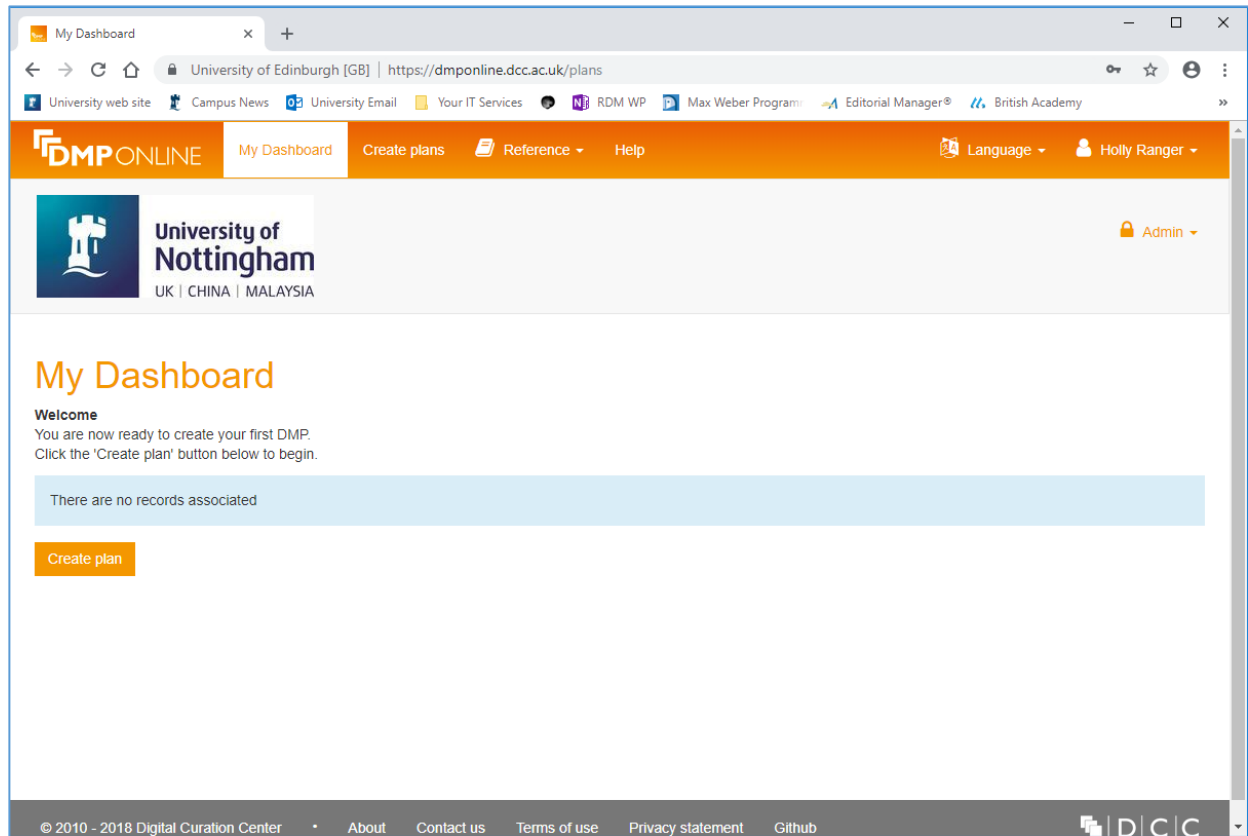 My Dashboard
University of Edinburgh [GB] | https://dmponline.dcc.ac.uk/plans
University web site Campus News University Email Your IT Services RDM WP Max Weber Program Editorial Manager® British Academy »
DMPONLINE My Dashboard Create plans Reference Help Language Holly Ranger
University of
Nottingham
UK | CHINA | MALAYSIA
Admin
My Dashboard
Welcome
You are now ready to create your first DMP.
Click the 'Create plan' button below to begin.
There are no records associated
Create plan
© 2010 - 2018 Digital Curation Center • About Contact us Terms of use Privacy statement Github D|C|C